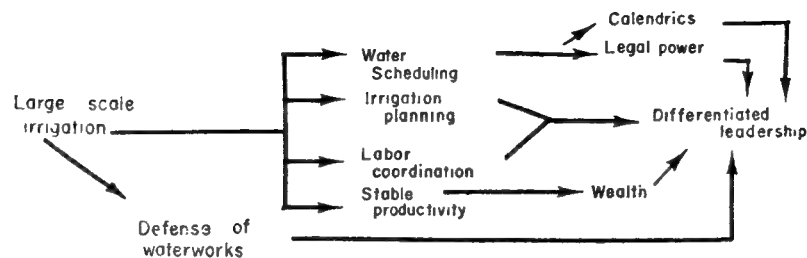 Calendrics
Legal power
Water
Scheduling
Irrigation
planning
Large scale
irrigation
Differentiated
leadership
Labor
coordination
Stable
productivity
Wealth
Defense of
waterworks